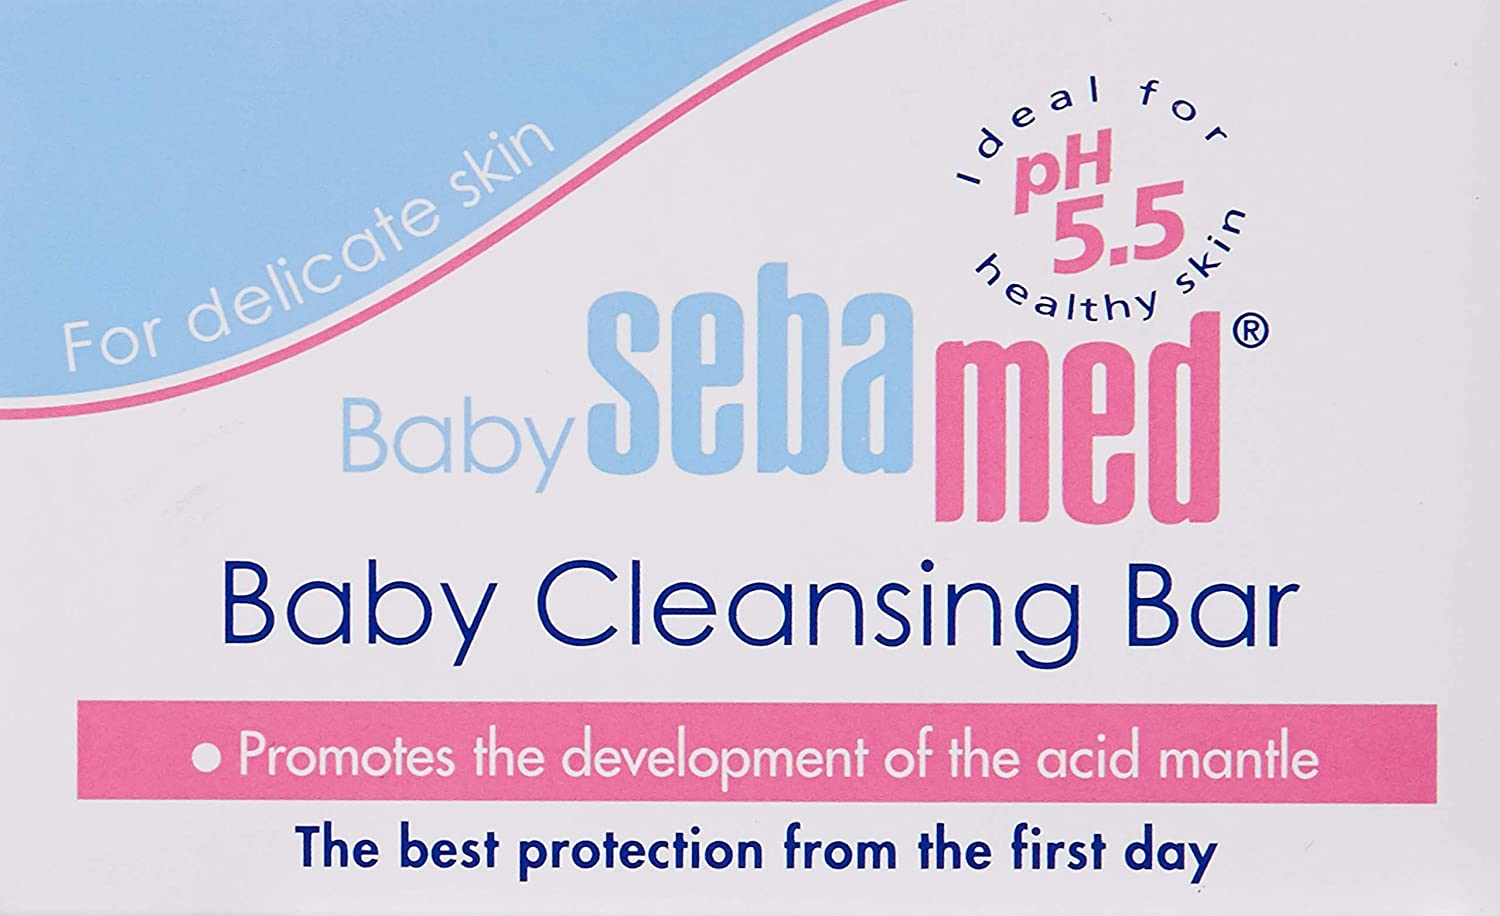 For delicate skin
Ideal for
pH
5.5
healthy skin
Baby sebamed®
Baby Cleansing Bar
• Promotes the development of the acid mantle
The best protection from the first day